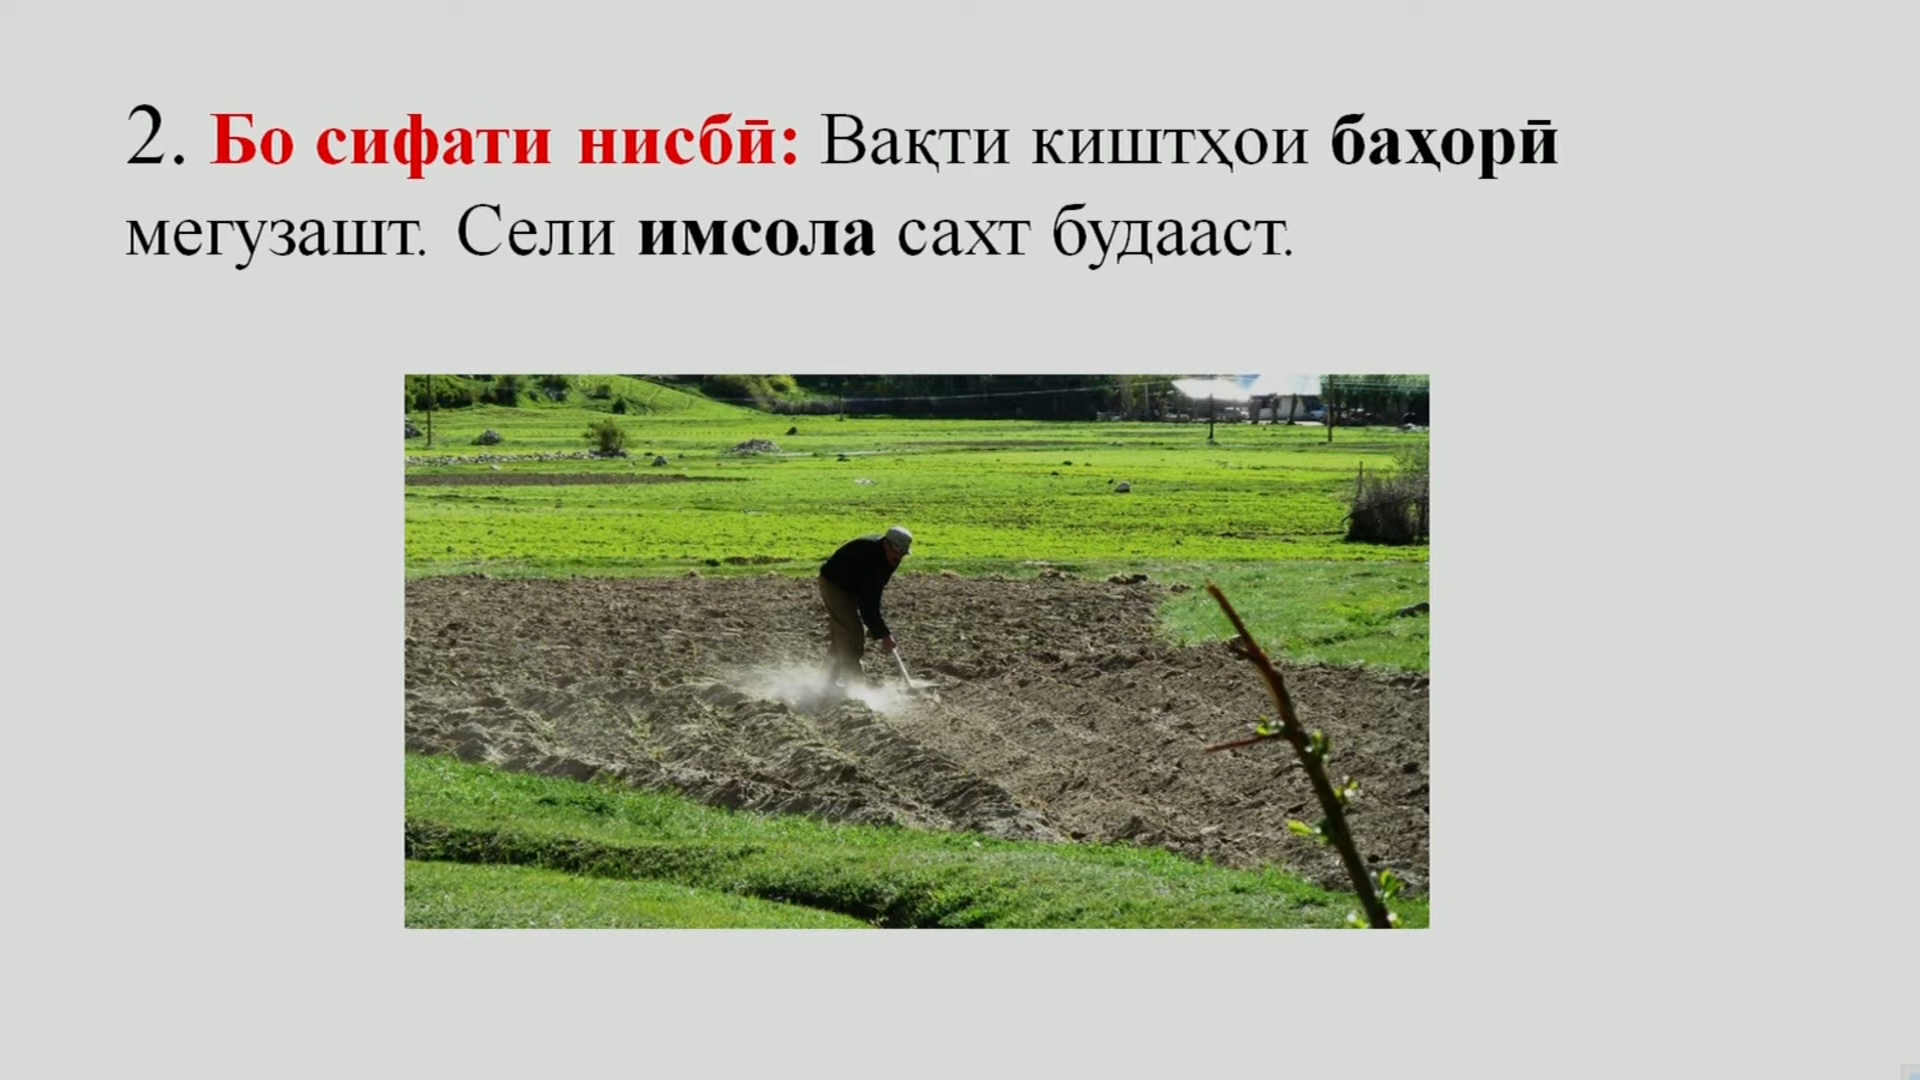 2. Бо сифати нисбӣ: Вақти киштҳои баҳорӣ
мегузашт. Сели имсола сахт будааст.